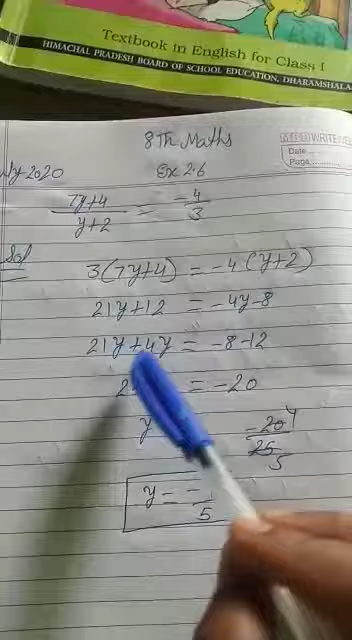 Textbook in English for Class I
HIMACHAL PRADESH BOARD OF SCHOOL EDUCATION, DHARAMSHALA
8th Maths
Date
Page
2020
Ex 2.6
7y+4 / y+2 = -4/3
Sol
3(7y+4) = -4(y+2)
21y+12 = -4y-8
21y+4y = -8-12
2 = -20
y -20 4 / 25 5
y = - / 5